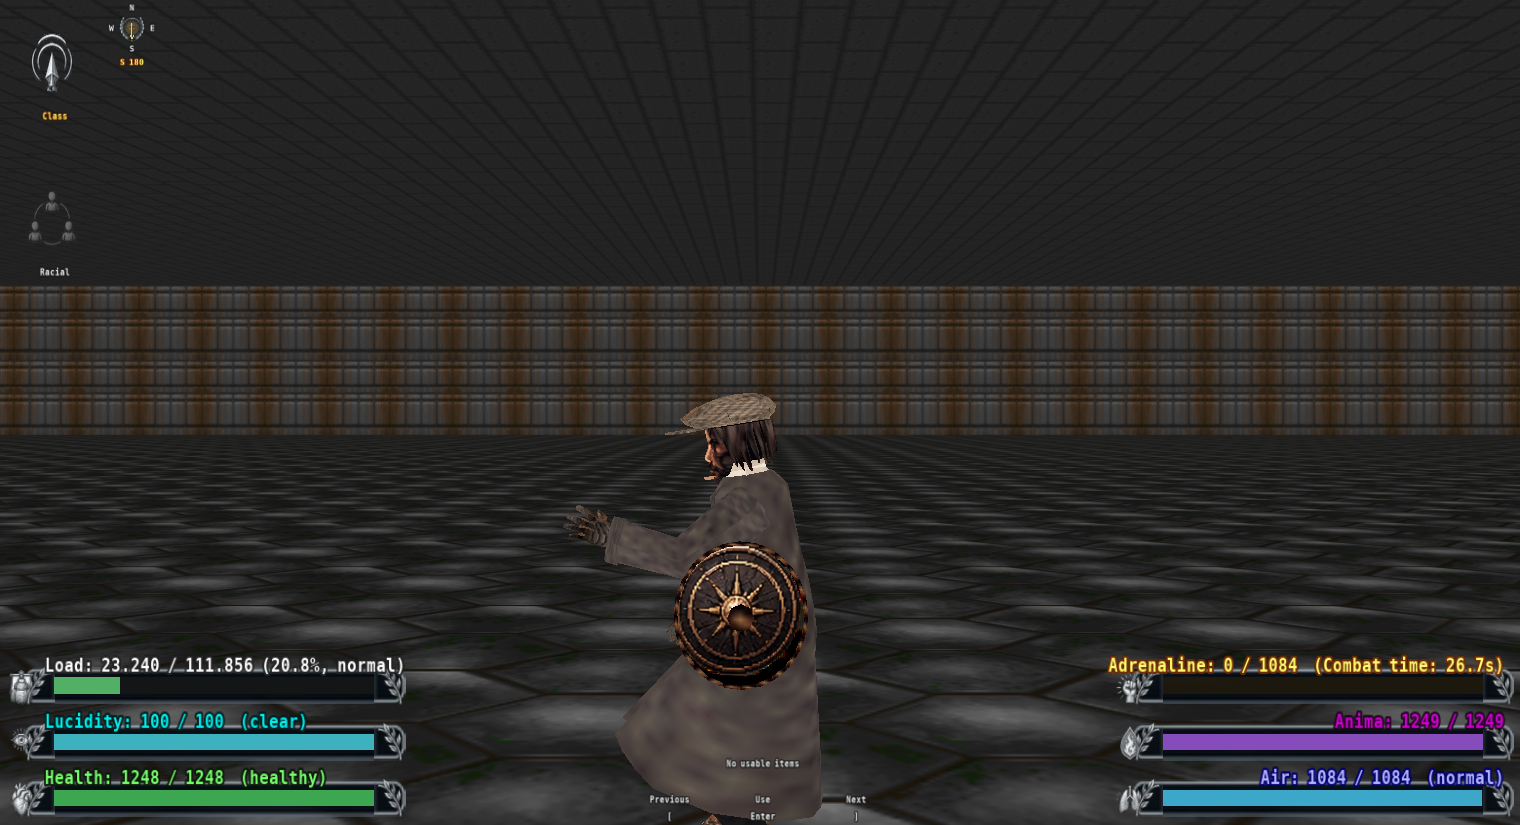 N
W E
S
S 180
Class
Racial
Load: 23.240 / 111.856 (20.8%, normal)
Lucidity: 100 / 100 (clear)
Health: 1248 / 1248 (healthy)
Adrenaline: 0 / 1084 (Combat time: 26.7s)
Anima: 1249 / 1249
Air: 1084 / 1084 (normal)
No usable items
Previous Use Next
[ Enter ]